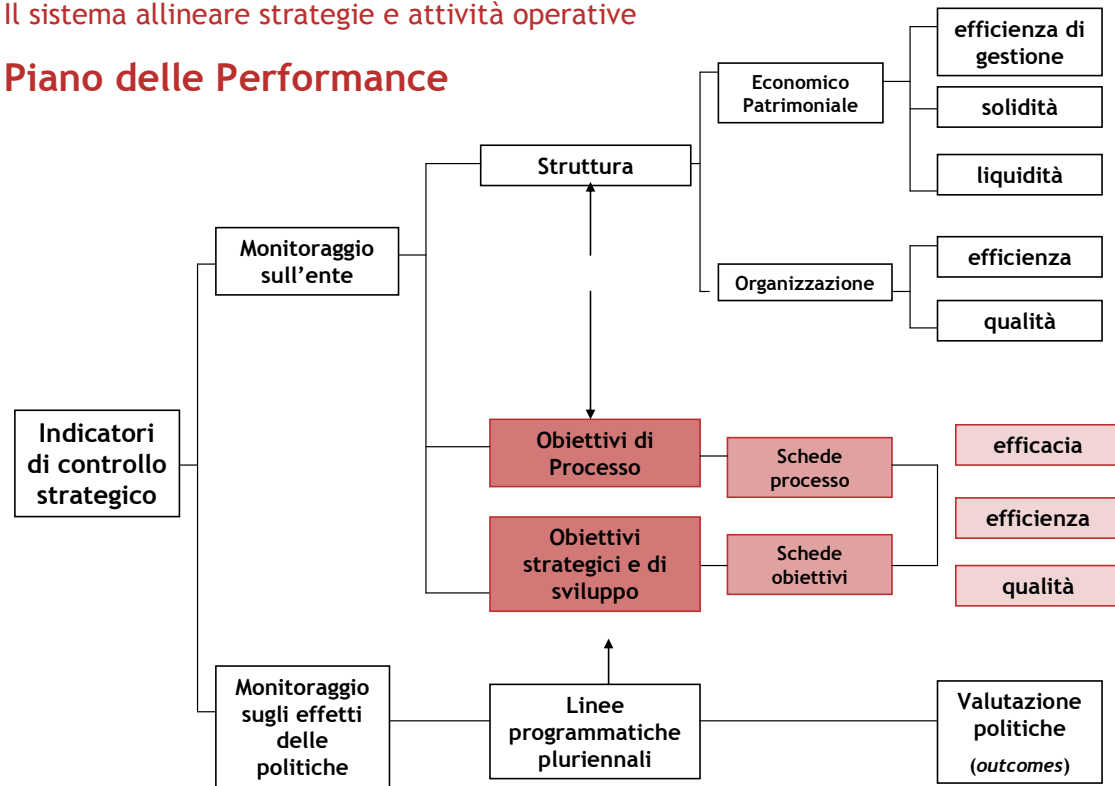 Il sistema allineare strategie e attività operative
Piano delle Performance
efficienza di
gestione
Economico
Patrimoniale
solidità
Struttura
liquidità
Monitoraggio
sull’ente
efficienza
Organizzazione
qualità
Indicatori
di controllo
strategico
Obiettivi di
Processo
Schede
processo
efficacia
efficienza
Obiettivi
strategici e di
sviluppo
Schede
obiettivi
qualità
Monitoraggio
sugli effetti
delle
politiche
Linee
programmatiche
pluriennali
Valutazione
politiche
(outcomes)